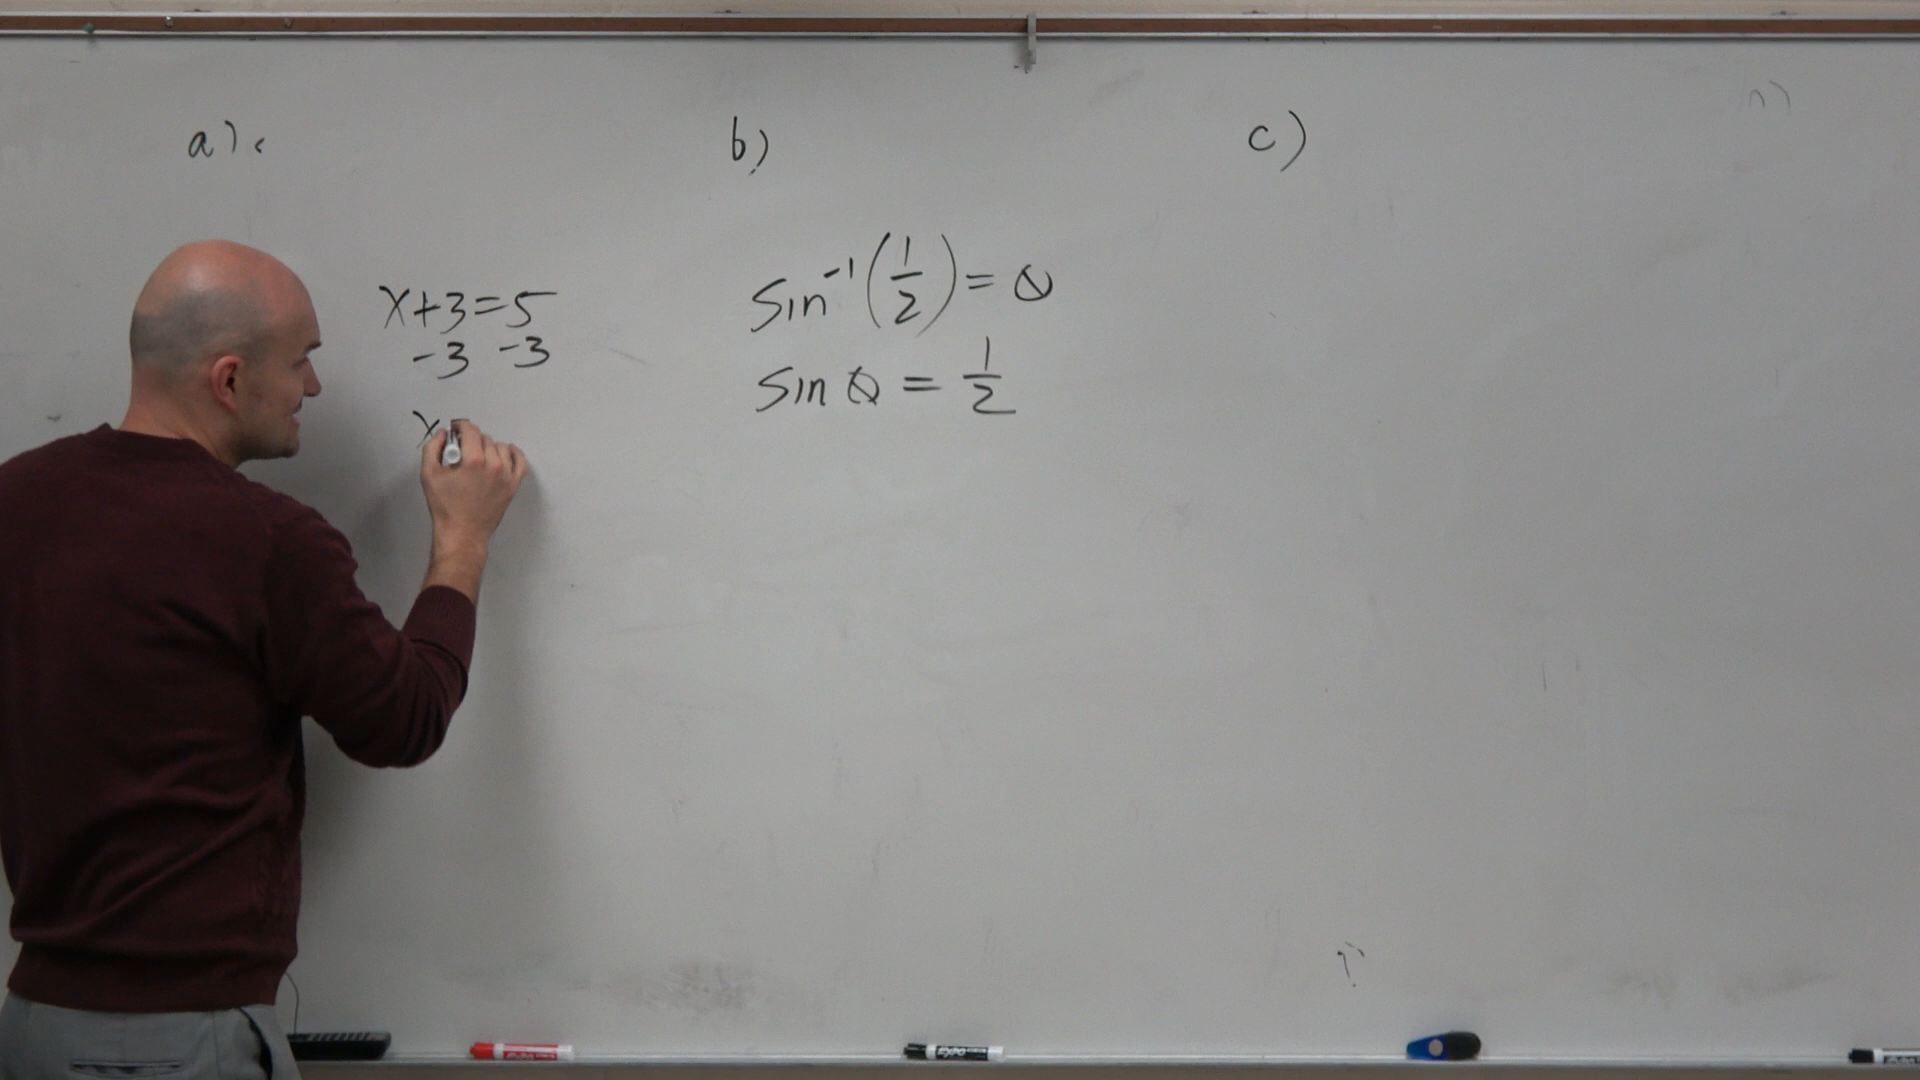 a)
b)
c)
x+3=5
-3 -3
x
sin⁻¹(1/2)=θ
sin θ = 1/2